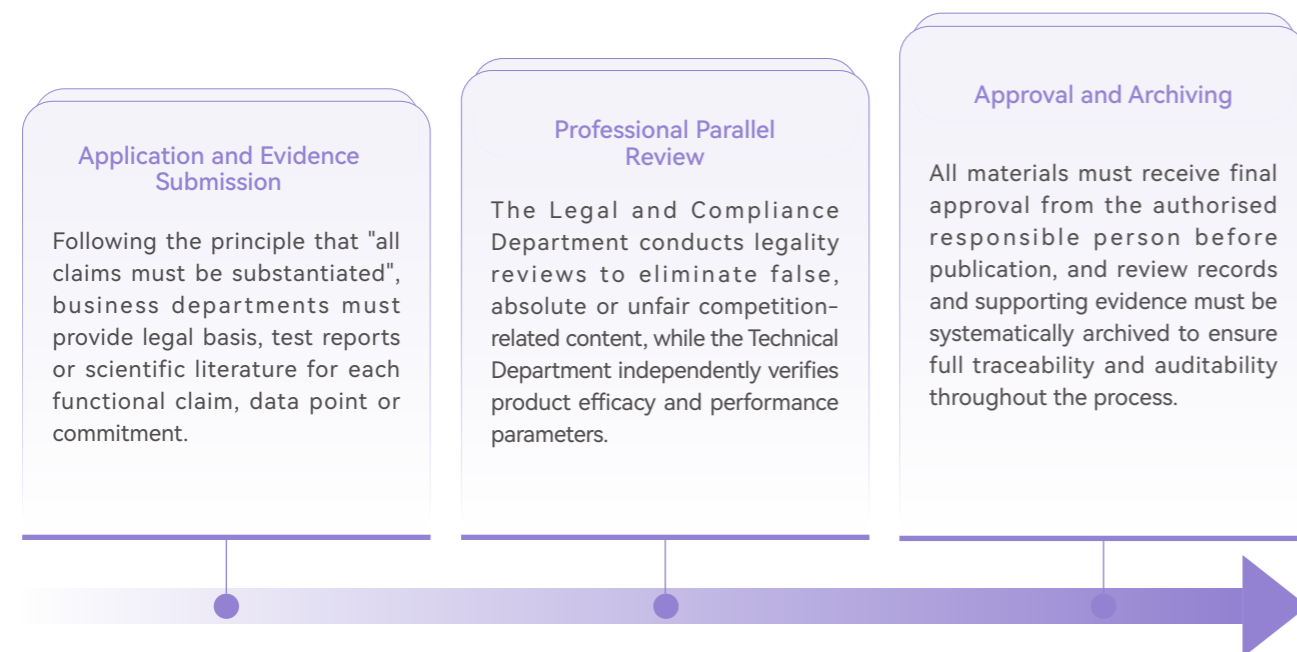 Application and Evidence
Submission
Following the principle that "all
claims must be substantiated",
business departments must
provide legal basis, test reports
or scientific literature for each
functional claim, data point or
commitment.
Professional Parallel
Review
The Legal and Compliance
Department conducts legality
reviews to eliminate false,
absolute or unfair competition-
related content, while the Technical
Department independently verifies
product efficacy and performance
parameters.
Approval and Archiving
All materials must receive final
approval from the authorised
responsible person before
publication, and review records
and supporting evidence must be
systematically archived to ensure
full traceability and auditability
throughout the process.